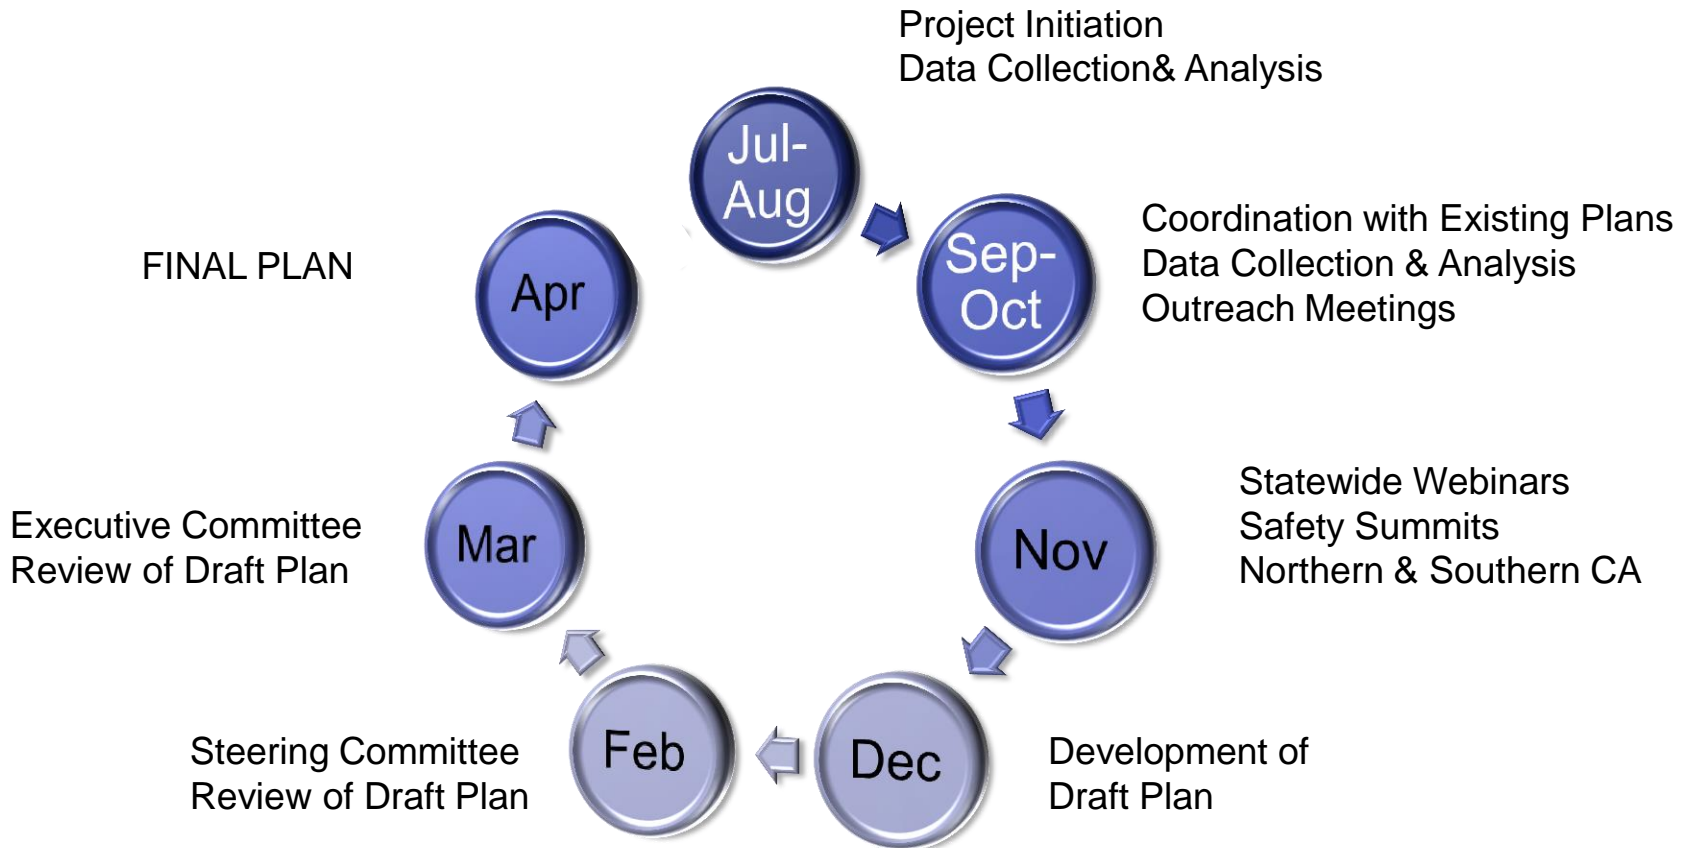 Project Initiation
Data Collection& Analysis
Jul-
Aug
Sep-
Oct
Coordination with Existing Plans
Data Collection & Analysis
Outreach Meetings
Nov
Statewide Webinars
Safety Summits
Northern & Southern CA
Dec
Development of
Draft Plan
Feb
Steering Committee
Review of Draft Plan
Mar
Executive Committee
Review of Draft Plan
Apr
FINAL PLAN